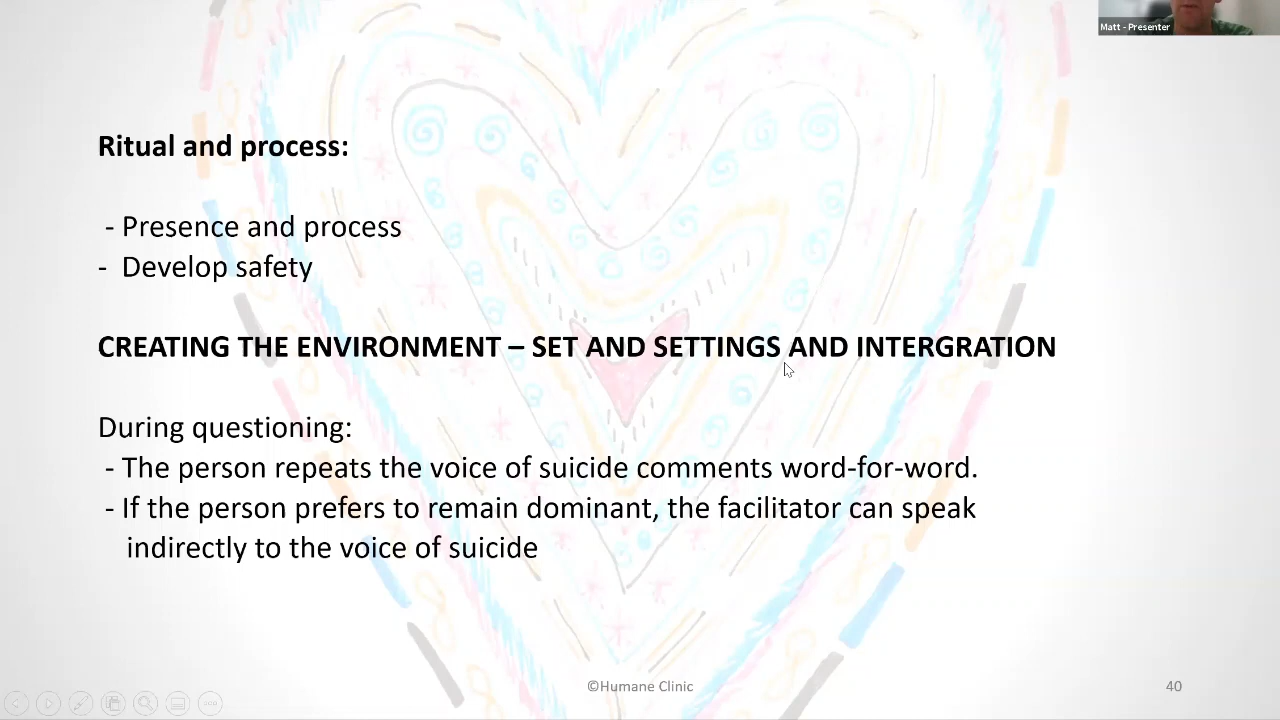 Matt - Presenter
Ritual and process:
- Presence and process
- Develop safety
CREATING THE ENVIRONMENT – SET AND SETTINGS AND INTERGRATION
During questioning:
- The person repeats the voice of suicide comments word-for-word.
- If the person prefers to remain dominant, the facilitator can speak
indirectly to the voice of suicide
©Humane Clinic
40